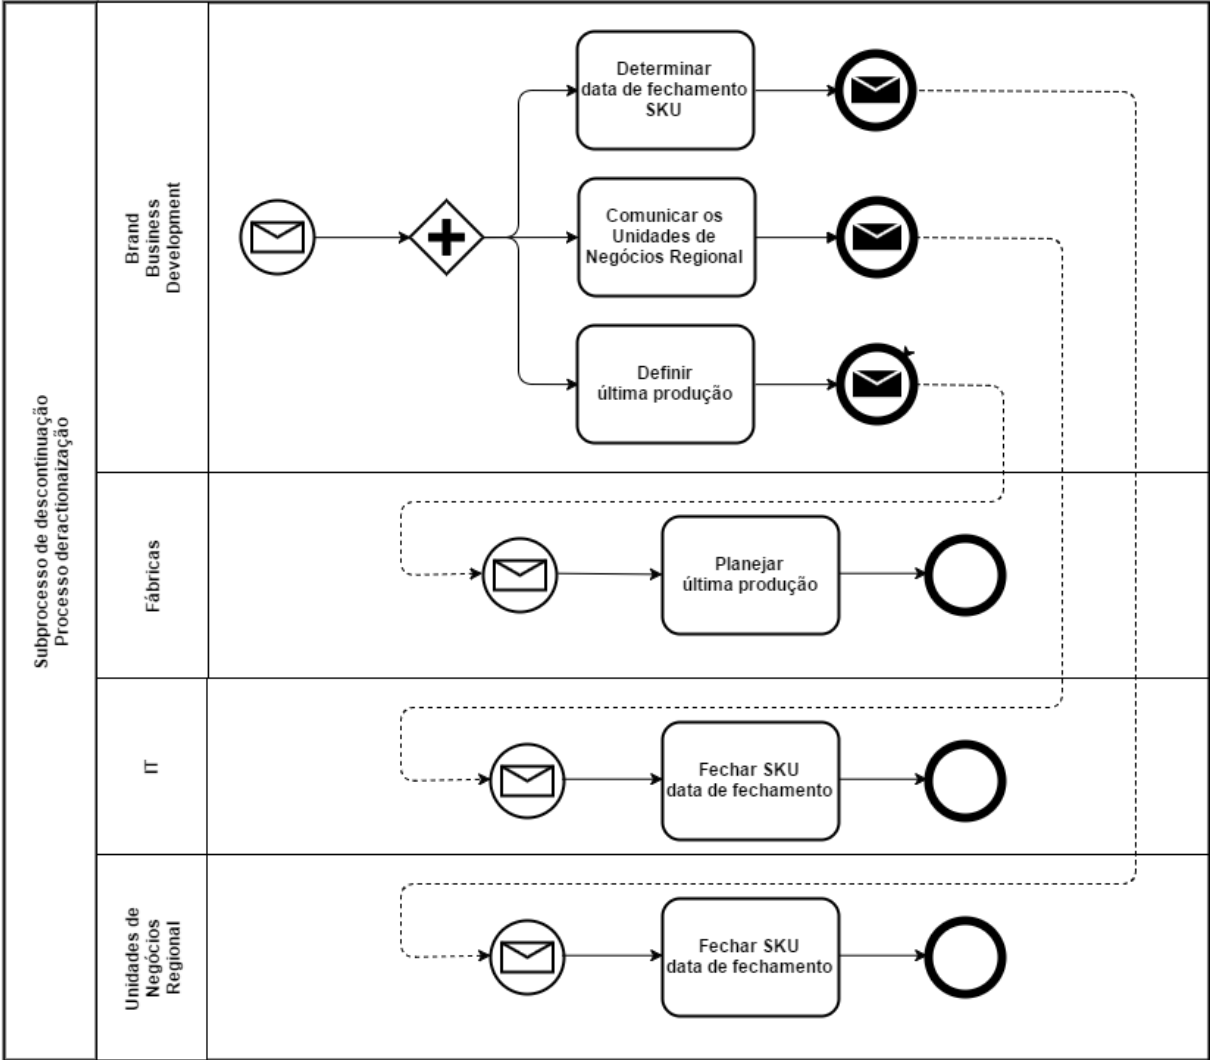 Subprocesso de descontinuação
Processo deractionaização
Brand
Business
Development
Determinar
data de fechamento
SKU
Comunicar os
Unidades de
Negócios Regional
Definir
última produção
Fábricas
Planejar
última produção
IT
Fechar SKU
data de fechamento
Unidades de
Negócios
Regional
Fechar SKU
data de fechamento